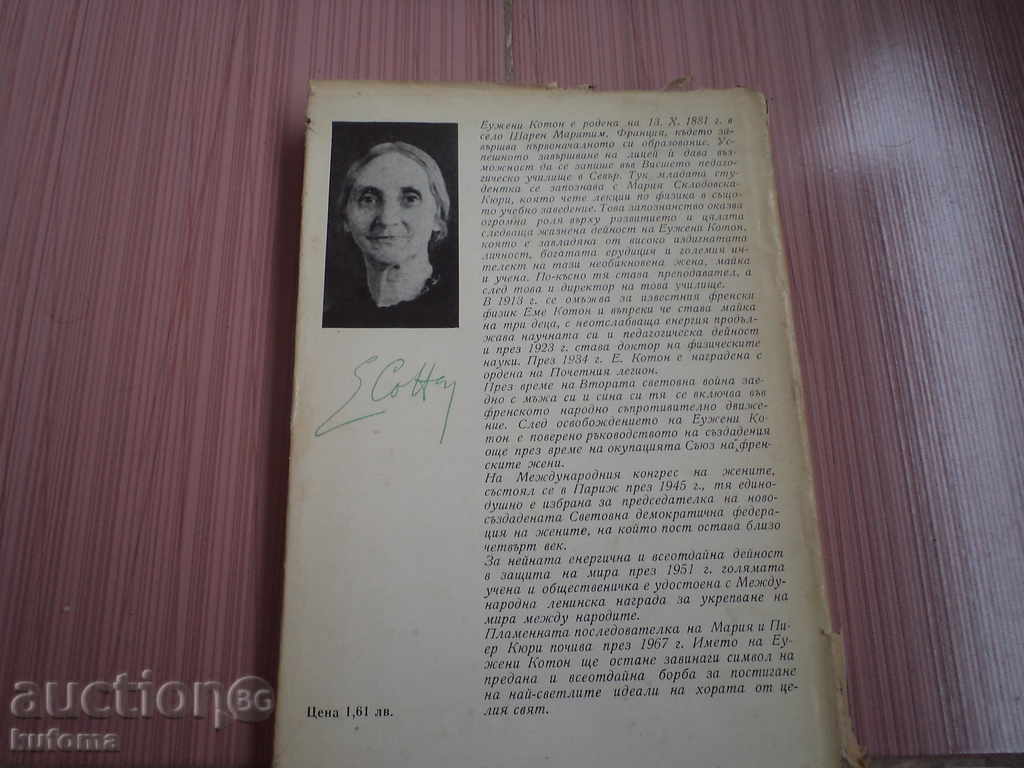 Еужени Котон е родена на 13. X. 1881 г. в
село Шарен Маритим, Франция, където за-
вършва първоначалното си образование. Ус-
пешното завършване на лицей ѝ дава въз-
можност да се запише във Висшето педаго-
гическо училище в Севър. Тук младата сту-
дентка се запознава с Мария Склодовска-
Кюри, която чете лекции по физика в също-
то учебно заведение. Това запознанство оказва
огромна роля върху развитието и цялата
следваща жизнена дейност на Еужени Котон,
която е завладяна от високо издигнатата
личност, богатата ерудиция и големия ин-
телект на тази необикновена жена, майка
и учена. По-късно тя става преподавател, а
след това и директор на това училище.
В 1913 г. се омъжва за известния френски
физик Еме Котон и въпреки че става майка
на три деца, с неотслабваща енергия продъл-
жава научната си и педагогическа дейност
и през 1923 г. става доктор на физическите
науки. През 1934 г. Е. Котон е наградена с
ордена на Почетния легион.
През време на Втората световна война зае-
дно с мъжа си и сина си тя се включва във
френското народно съпротивително движе-
ние. След освобождението на Еужени Ко-
тон е поверено ръководството на създадения
още през време на окупацията Съюз на френ-
ските жени.
На Международния конгрес на жените,
състоял се в Париж през 1945 г., тя едино-
душно е избрана за председателка на ново-
създадената Световна демократична федера-
ция на жените, на който пост остава близо
четвърт век.
За нейната енергична и всеотдайна дейност
в защита на мира през 1951 г. голямата
учена и общественичка е удостоена с Между-
народна ленинска награда за укрепване на
мира между народите.
Пламенната последователка на Мария и Пи-
ер Кюри почива през 1967 г. Името на Еу-
жени Котон ще остане завинаги символ на
предана и всеотдайна борба за постигане
на най-светлите идеали на хората от це-
лия свят.
E Cotton
Цена 1,61 лв.
auction BG
kufoma